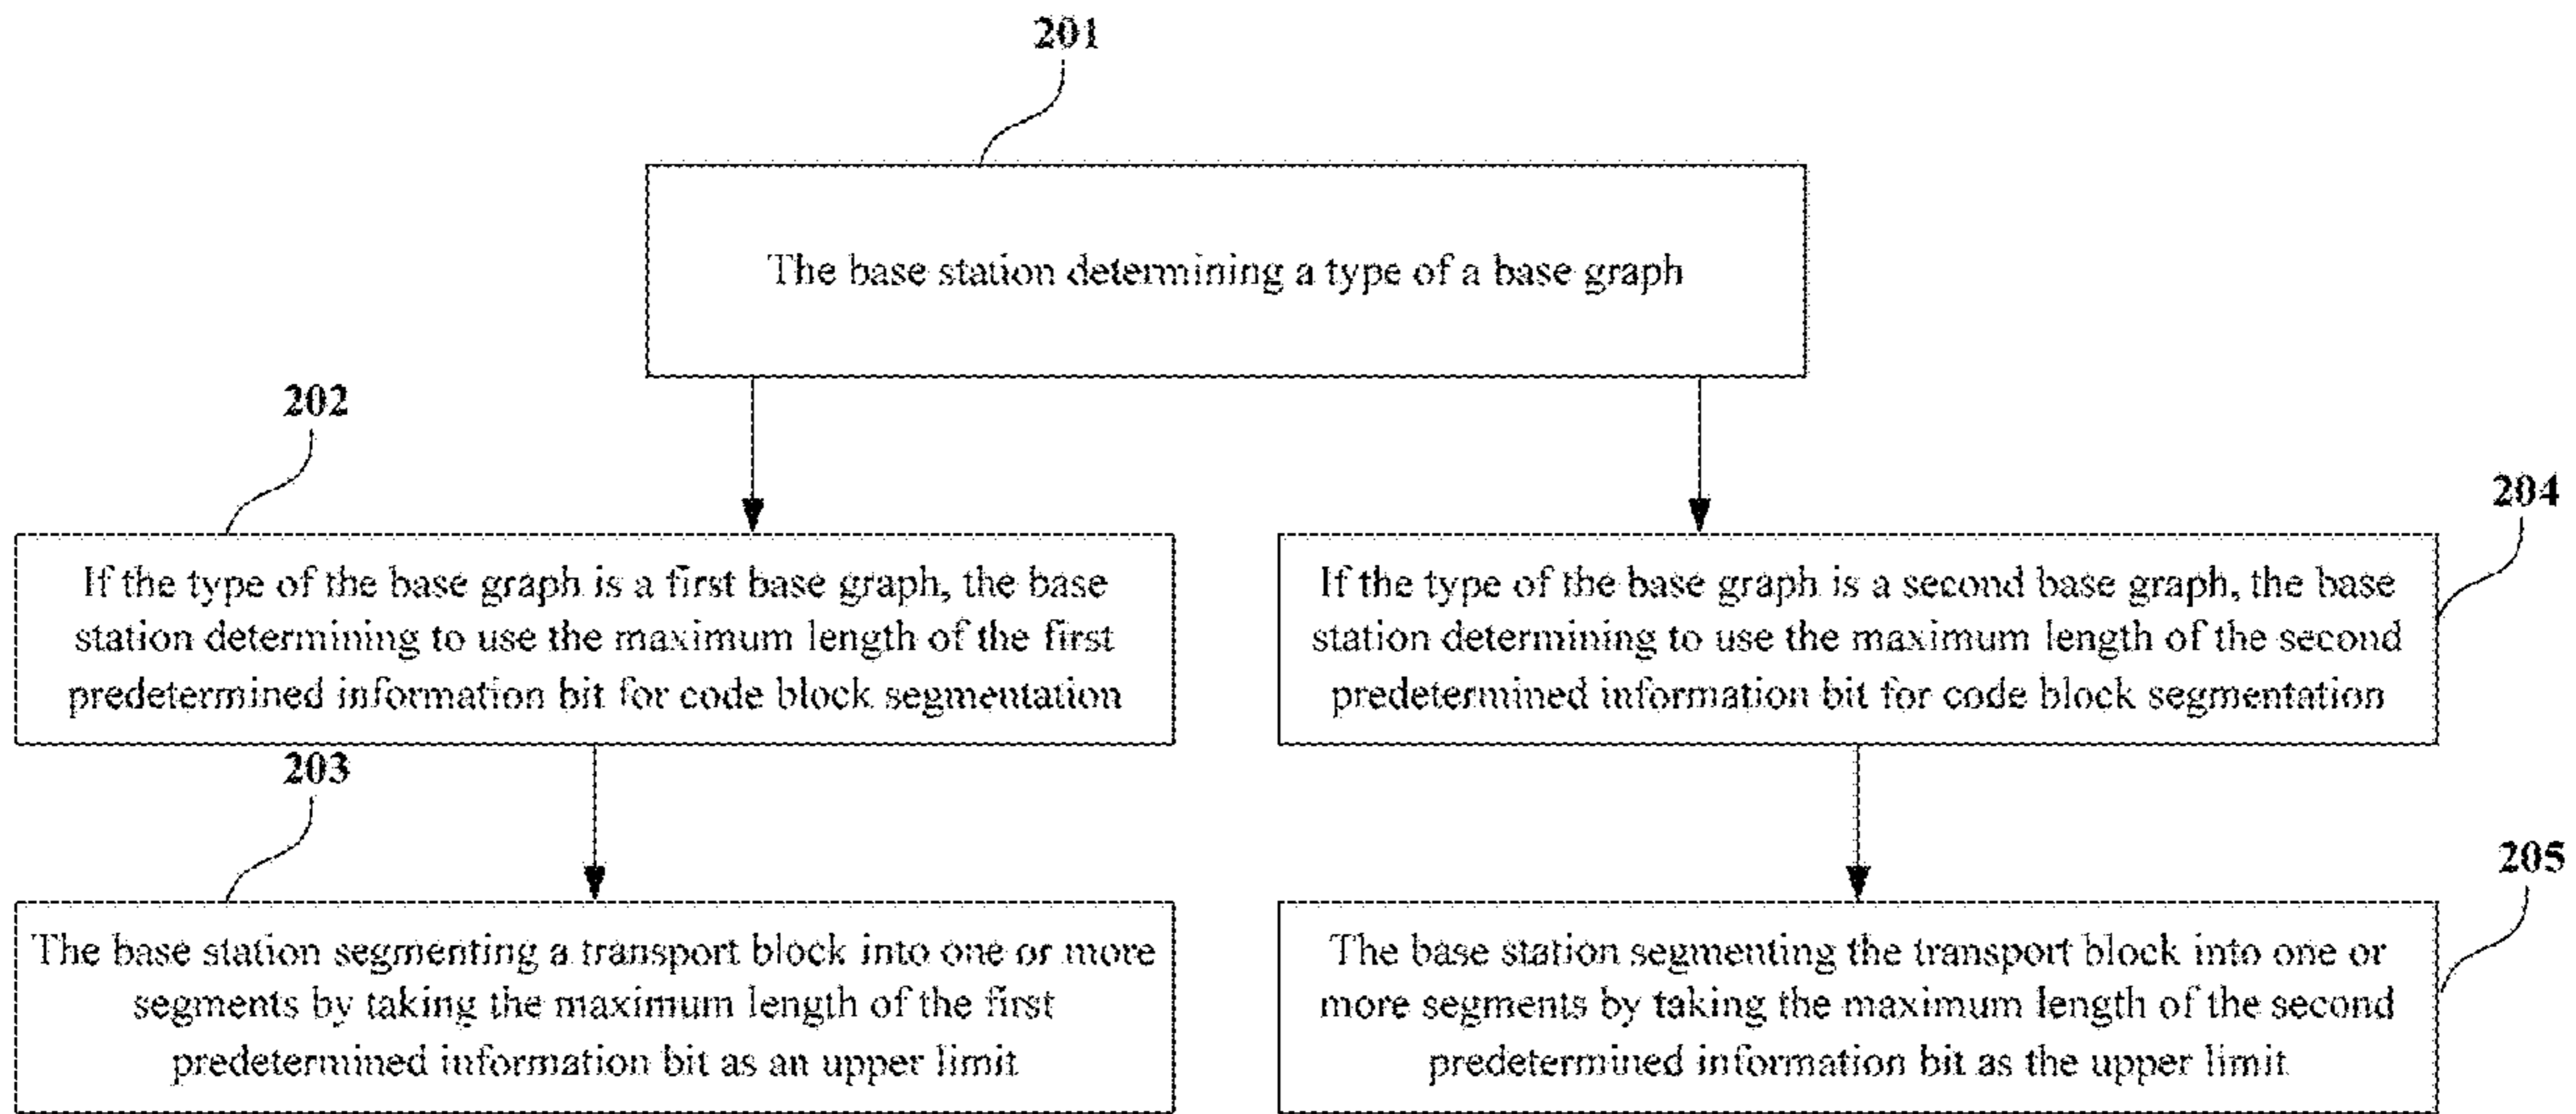 201
The base station determining a type of a base graph
202
If the type of the base graph is a first base graph, the base
station determining to use the maximum length of the first
predetermined information bit for code block segmentation
204
If the type of the base graph is a second base graph, the base
station determining to use the maximum length of the second
predetermined information bit for code block segmentation
203
The base station segmenting a transport block into one or more
segments by taking the maximum length of the first
predetermined information bit as an upper limit
205
The base station segmenting the transport block into one or
more segments by taking the maximum length of the second
predetermined information bit as the upper limit